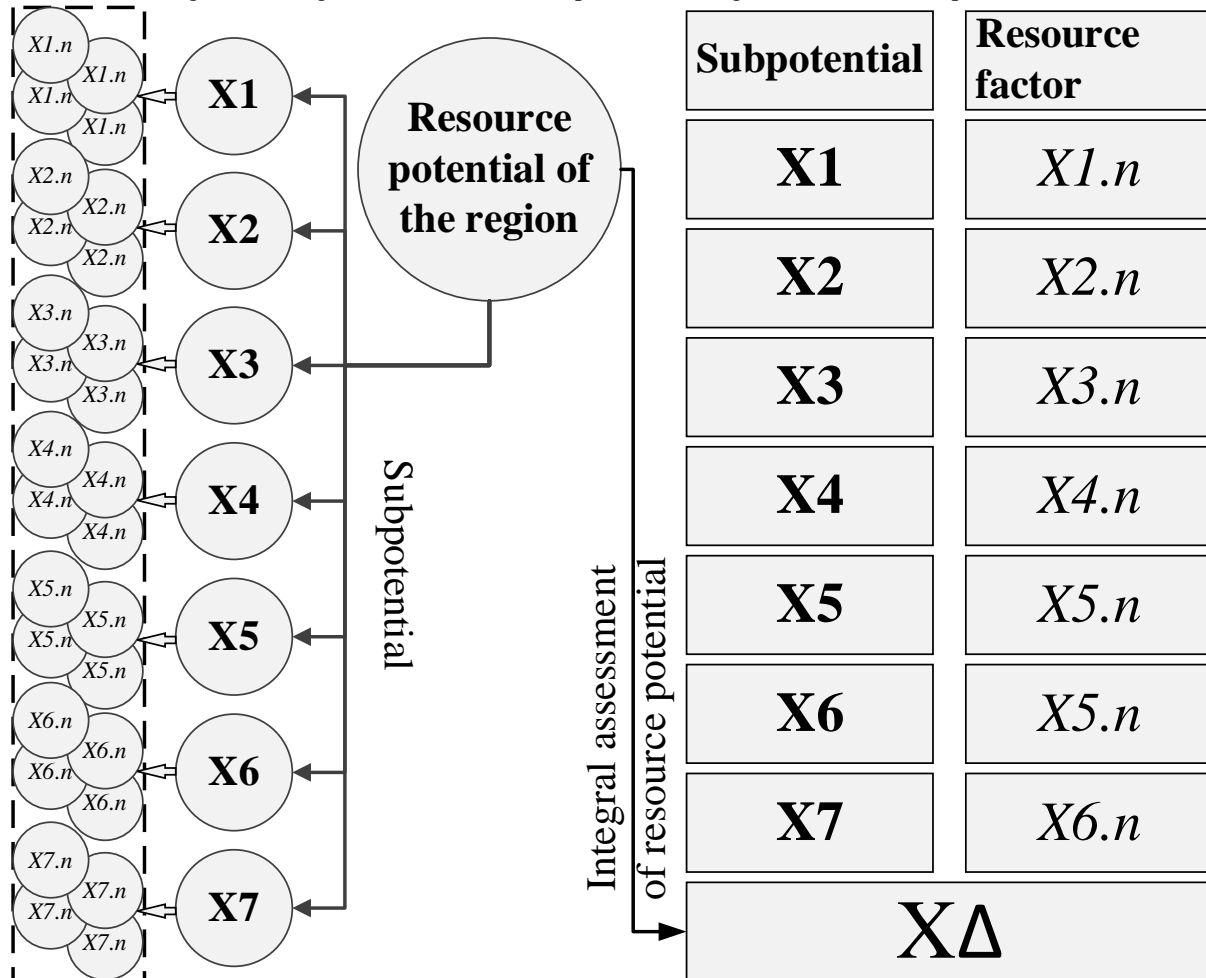 X1.n
X1.n
X1.n
X1.n
X2.n
X2.n
X2.n
X2.n
X3.n
X3.n
X3.n
X3.n
X4.n
X4.n
X4.n
X4.n
X5.n
X5.n
X5.n
X5.n
X6.n
X6.n
X6.n
X6.n
X7.n
X7.n
X7.n
X7.n
X1
X2
X3
X4
X5
X6
X7
Resource
potential of
the region
Subpotential
Integral assessment
of resource potential
Subpotential
Resource
factor
X1
X1.n
X2
X2.n
X3
X3.n
X4
X4.n
X5
X5.n
X6
X5.n
X7
X6.n
XΔ